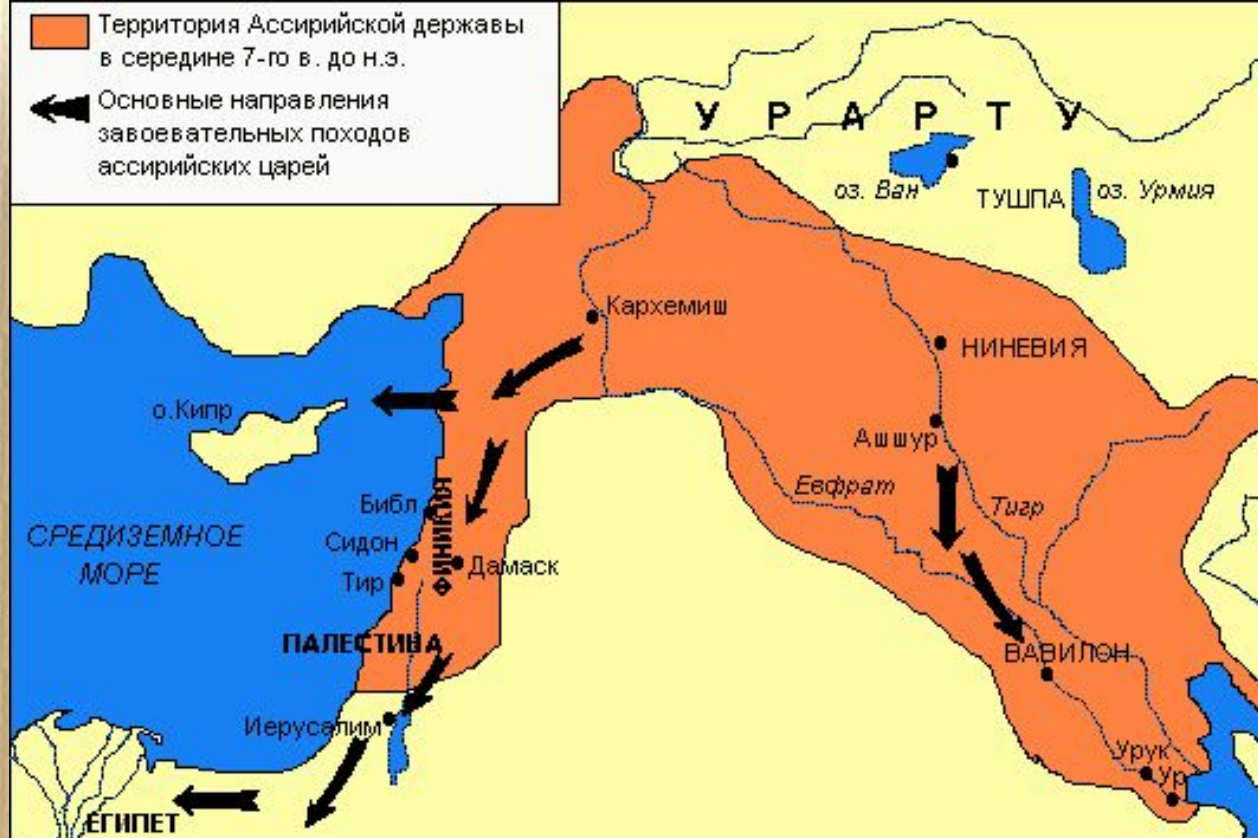 Территория Ассирийской державы
в середине 7-го в. до н.э.
Основные направления
завоевательных походов
ассирийских царей
У Р А Р Т У
оз. Ван
ТУШПА
оз. Урмия
Кархемиш
НИНЕВИЯ
о.Кипр
Ашшур
Евфрат
Тигр
Библ
СРЕДИЗЕМНОЕ
МОРЕ
Сидон
ФИНИКИЯ
Дамаск
Тир
ПАЛЕСТИНА
ВАВИЛОН
Иерусалим
Урук
Ур
ЕГИПЕТ